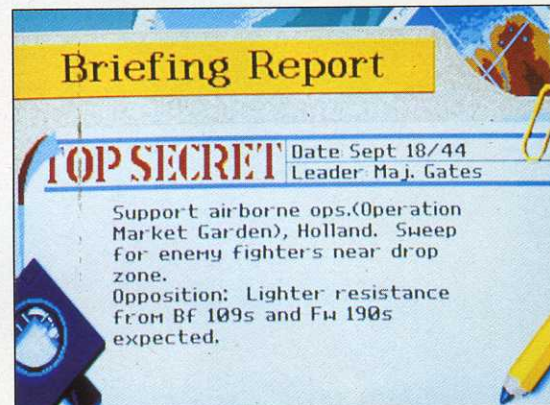 Briefing Report
TOP SECRET
Date Sept 18/44
Leader Maj. Gates
Support airborne ops.(Operation
Market Garden), Holland. Sweep
for enemy fighters near drop
zone.
Opposition: Lighter resistance
from Bf 109s and Fw 190s
expected.